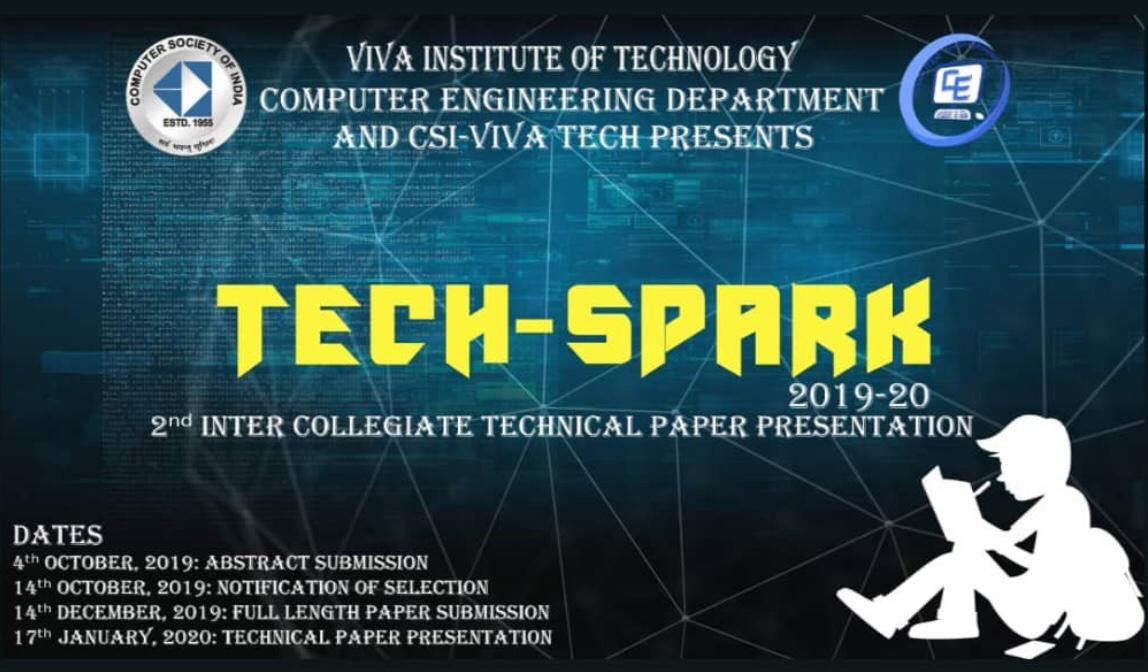 COMPUTER SOCIETY OF INDIA
ESTD. 1955
CE
VIVA INSTITUTE OF TECHNOLOGY
COMPUTER ENGINEERING DEPARTMENT
AND CSI-VIVA TECH PRESENTS
TECH-SPARK
2019-20
2nd INTER COLLEGIATE TECHNICAL PAPER PRESENTATION
DATES
4th OCTOBER, 2019: ABSTRACT SUBMISSION
14th OCTOBER, 2019: NOTIFICATION OF SELECTION
14th DECEMBER, 2019: FULL LENGTH PAPER SUBMISSION
17th JANUARY, 2020: TECHNICAL PAPER PRESENTATION